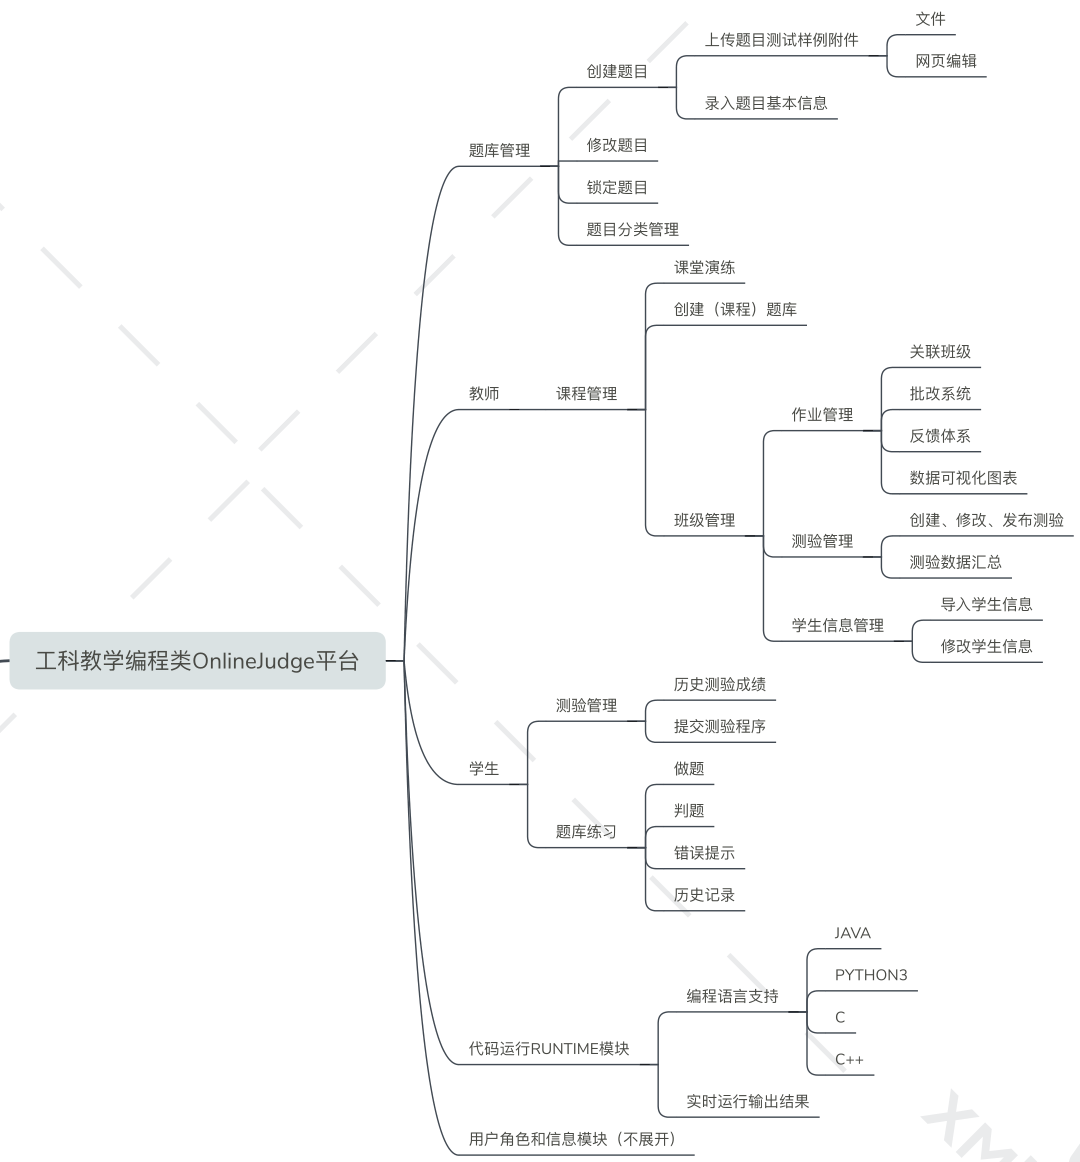 工科教学编程类OnlineJudge平台
题库管理
创建题目
上传题目测试样例附件
文件
网页编辑
录入题目基本信息
修改题目
锁定题目
题目分类管理
教师
课程管理
课堂演练
创建（课程）题库
班级管理
作业管理
关联班级
批改系统
反馈体系
数据可视化图表
测验管理
创建、修改、发布测验
测验数据汇总
学生信息管理
导入学生信息
修改学生信息
学生
测验管理
历史测验成绩
提交测验程序
题库练习
做题
判题
错误提示
历史记录
代码运行RUNTIME模块
编程语言支持
JAVA
PYTHON3
C
C++
实时运行输出结果
用户角色和信息模块（不展开）